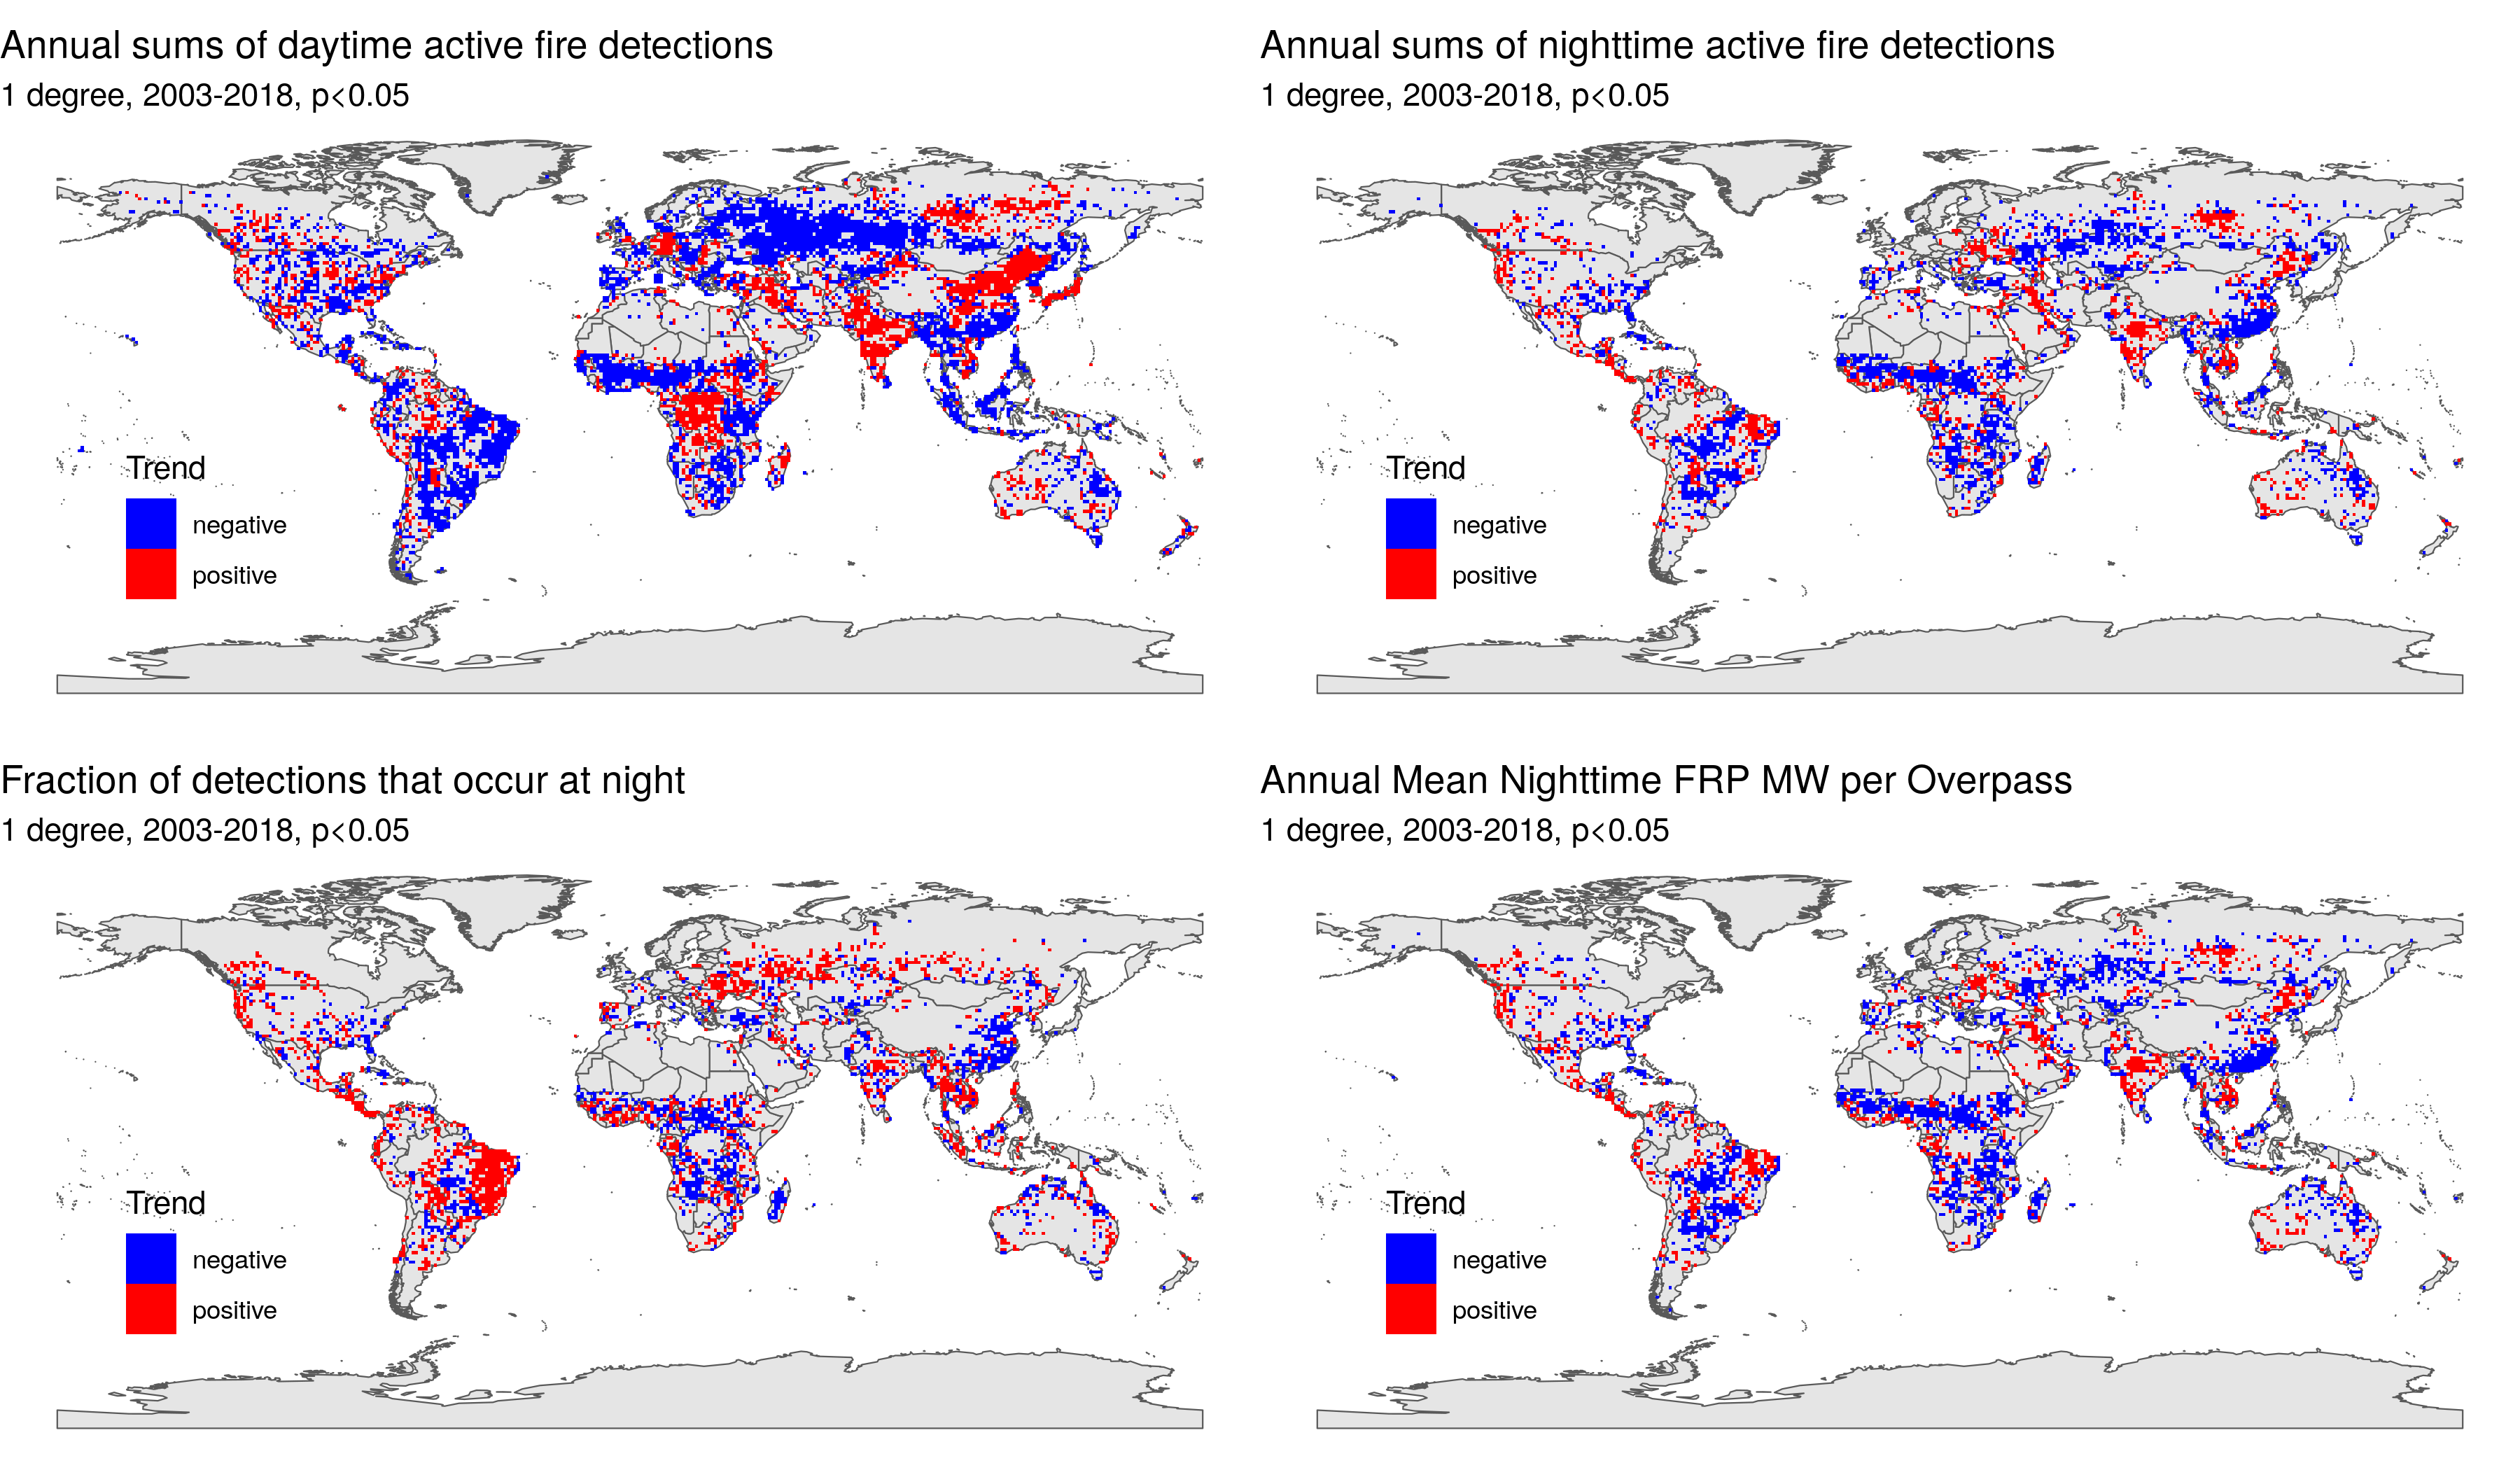 Annual sums of daytime active fire detections
1 degree, 2003-2018, p<0.05
Trend
negative
positive
Annual sums of nighttime active fire detections
1 degree, 2003-2018, p<0.05
Trend
negative
positive
Fraction of detections that occur at night
1 degree, 2003-2018, p<0.05
Trend
negative
positive
Annual Mean Nighttime FRP MW per Overpass
1 degree, 2003-2018, p<0.05
Trend
negative
positive